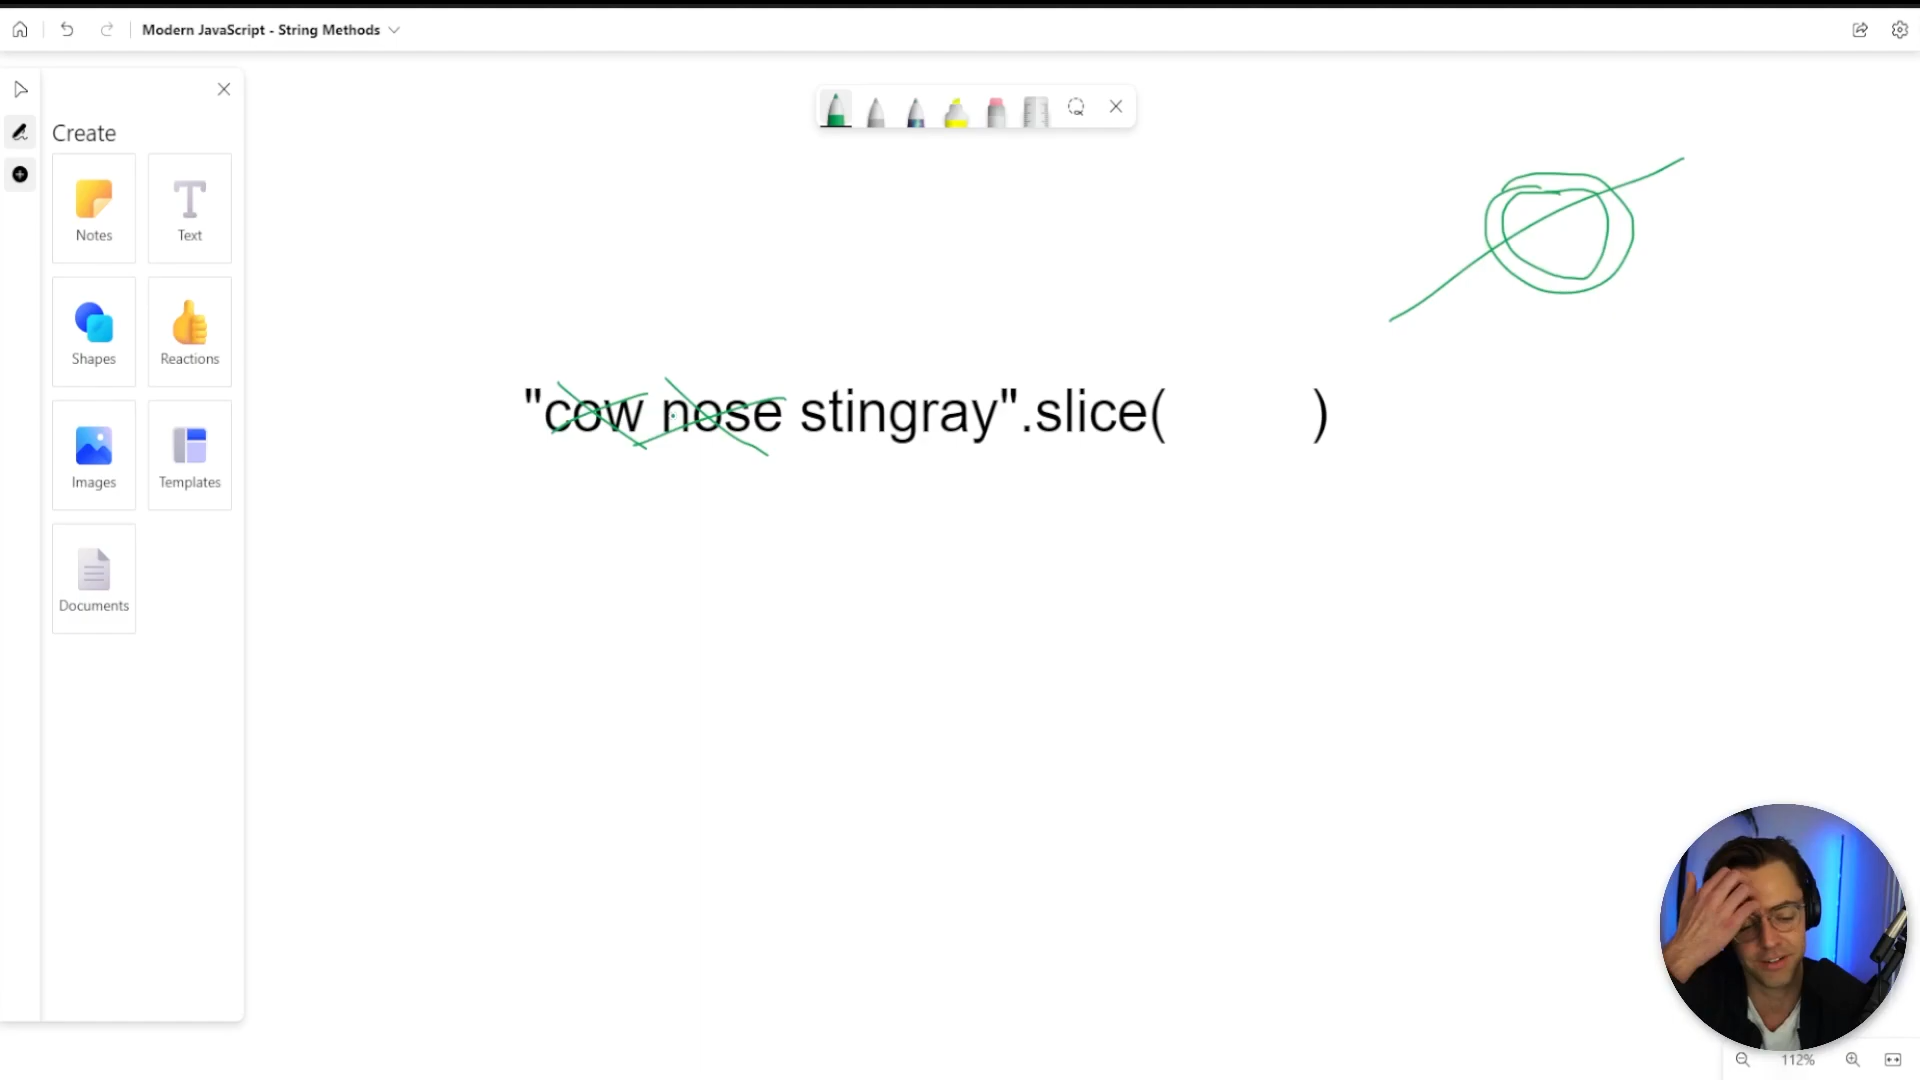 Modern JavaScript - String Methods
Create
Notes
Text
Shapes
Reactions
Images
Templates
Documents
"cow nose stingray".slice( )
112%